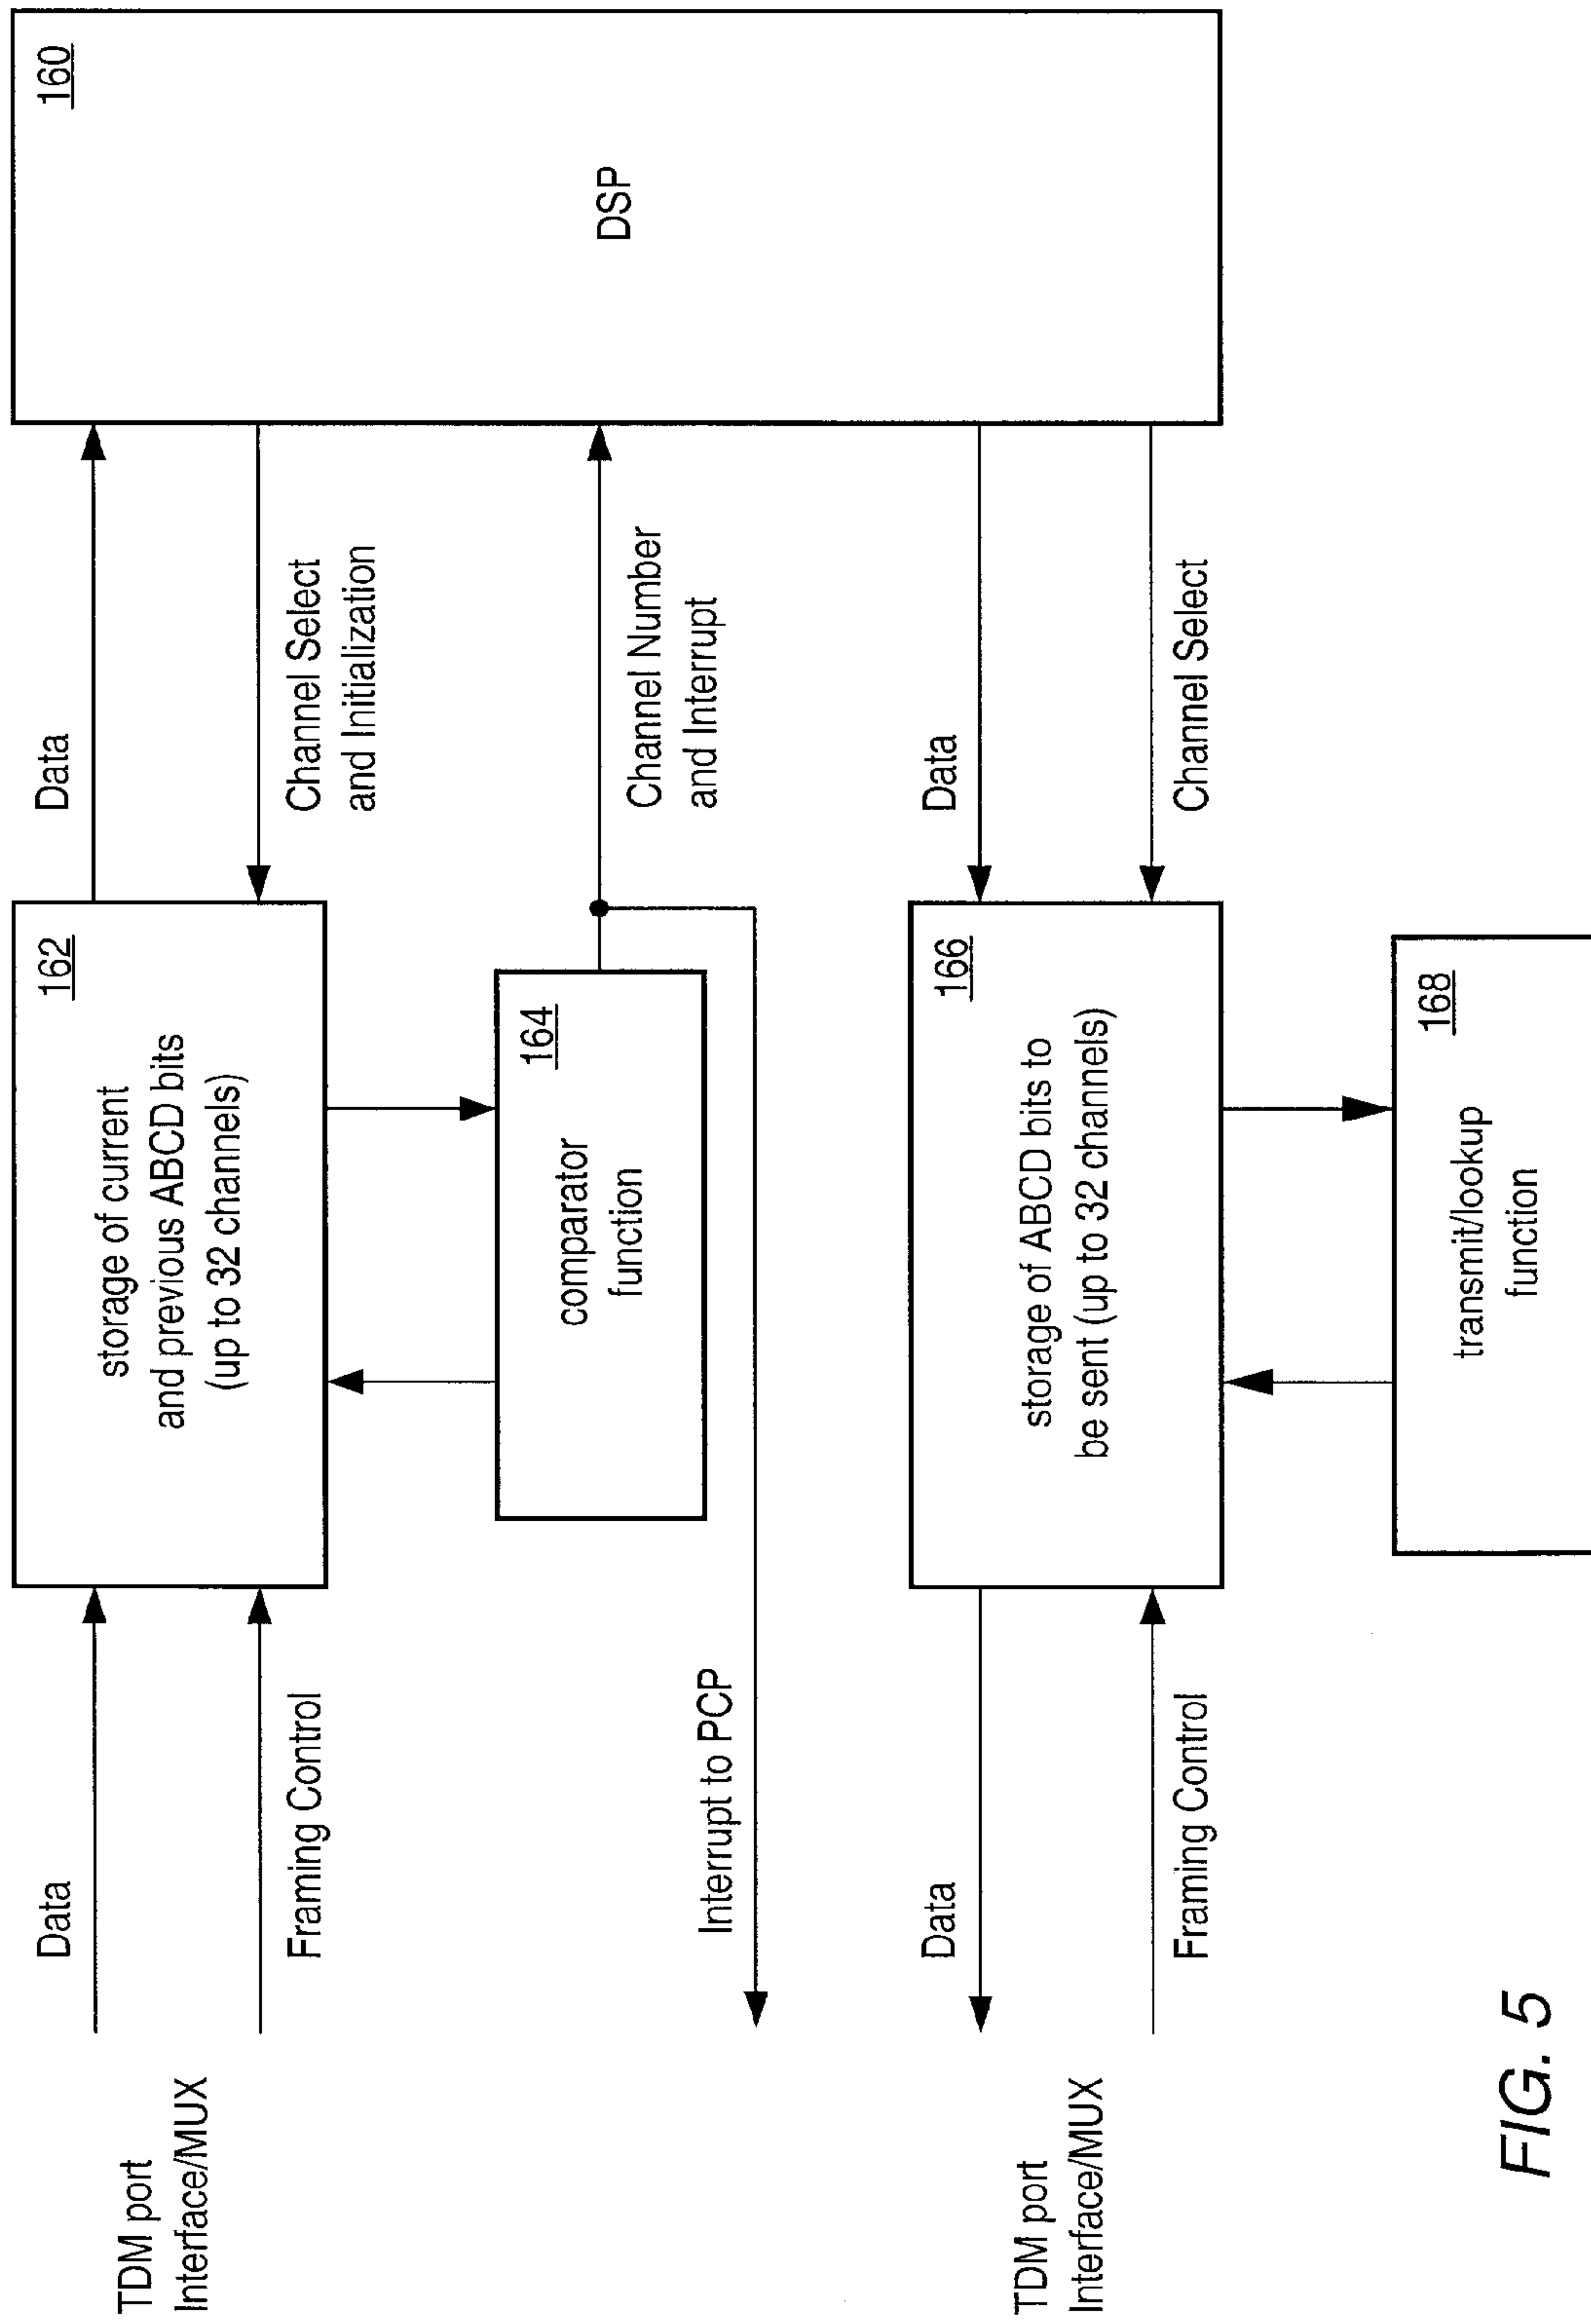 TDM port
Interface/MUX
Data
Framing Control
162
storage of current
and previous ABCD bits
(up to 32 channels)
Data
Channel Select
and Initialization
160
DSP
164
comparator
function
Channel Number
and Interrupt
Interrupt to PCP
TDM port
Interface/MUX
Data
Framing Control
166
storage of ABCD bits to
be sent (up to 32 channels)
Data
Channel Select
168
transmit/lookup
function
FIG. 5